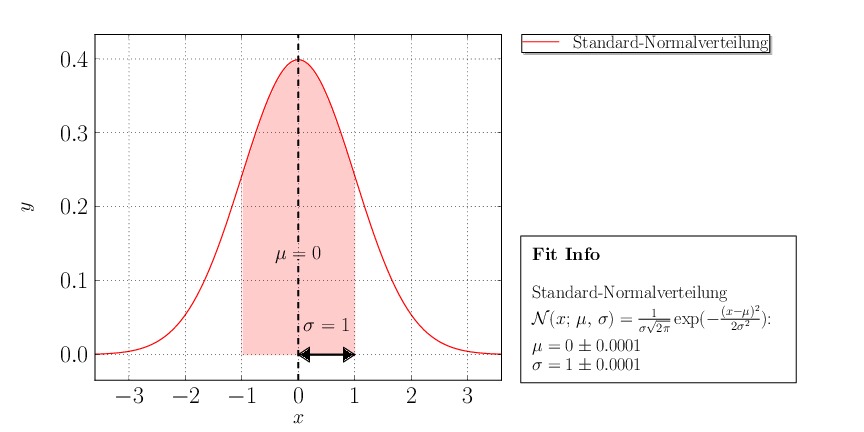 Standard-Normalverteilung
0.4
0.3
0.2
0.1
0.0
y
μ = 0
σ = 1
−3 −2 −1 0 1 2 3
x
Fit Info
Standard-Normalverteilung
𝒩(x; μ, σ) = 1/(σ√2π) exp(−(x−μ)²/2σ²):
μ = 0 ± 0.0001
σ = 1 ± 0.0001